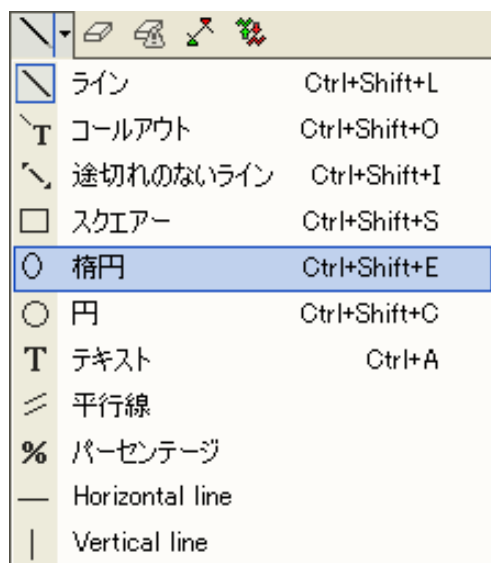 ライン Ctrl+Shift+L
T コールアウト Ctrl+Shift+O
途切れのないライン Ctrl+Shift+I
スクエアー Ctrl+Shift+S
楕円 Ctrl+Shift+E
円 Ctrl+Shift+C
T テキスト Ctrl+A
平行線
% パーセンテージ
Horizontal line
Vertical line